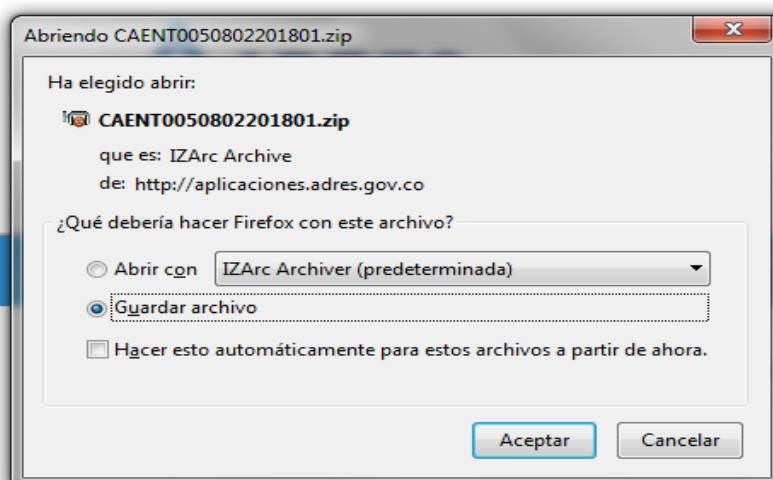 Abriendo CAENT0050802201801.zip
Ha elegido abrir:
CAENT0050802201801.zip
que es: IZArc Archive
de: http://aplicaciones.adres.gov.co
¿Qué debería hacer Firefox con este archivo?
Abrir con IZArc Archiver (predeterminada)
Guardar archivo
Hacer esto automáticamente para estos archivos a partir de ahora.
Aceptar Cancelar